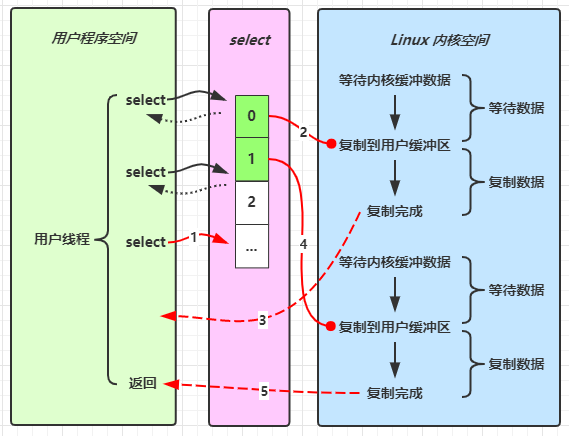 用户程序空间
select
Linux 内核空间
用户线程
select
select
select
返回
0
1
2
...
1
2
3
4
5
等待内核缓冲数据
复制到用户缓冲区
复制完成
等待数据
复制数据
等待内核缓冲数据
复制到用户缓冲区
复制完成
等待数据
复制数据